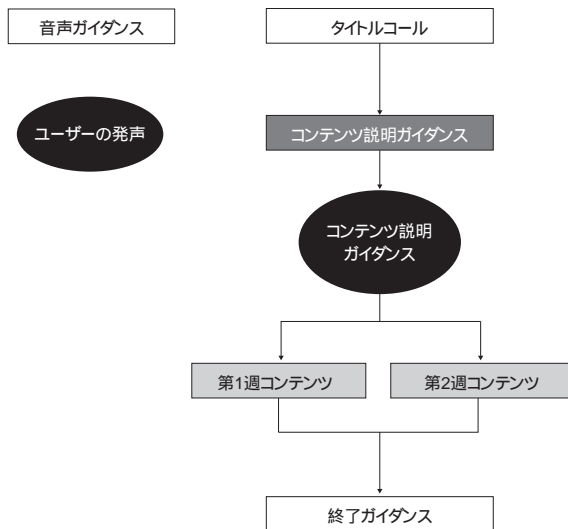 音声ガイダンス
タイトルコール
ユーザーの発声
コンテンツ説明ガイダンス
コンテンツ説明
ガイダンス
第1週コンテンツ
第2週コンテンツ
終了ガイダンス